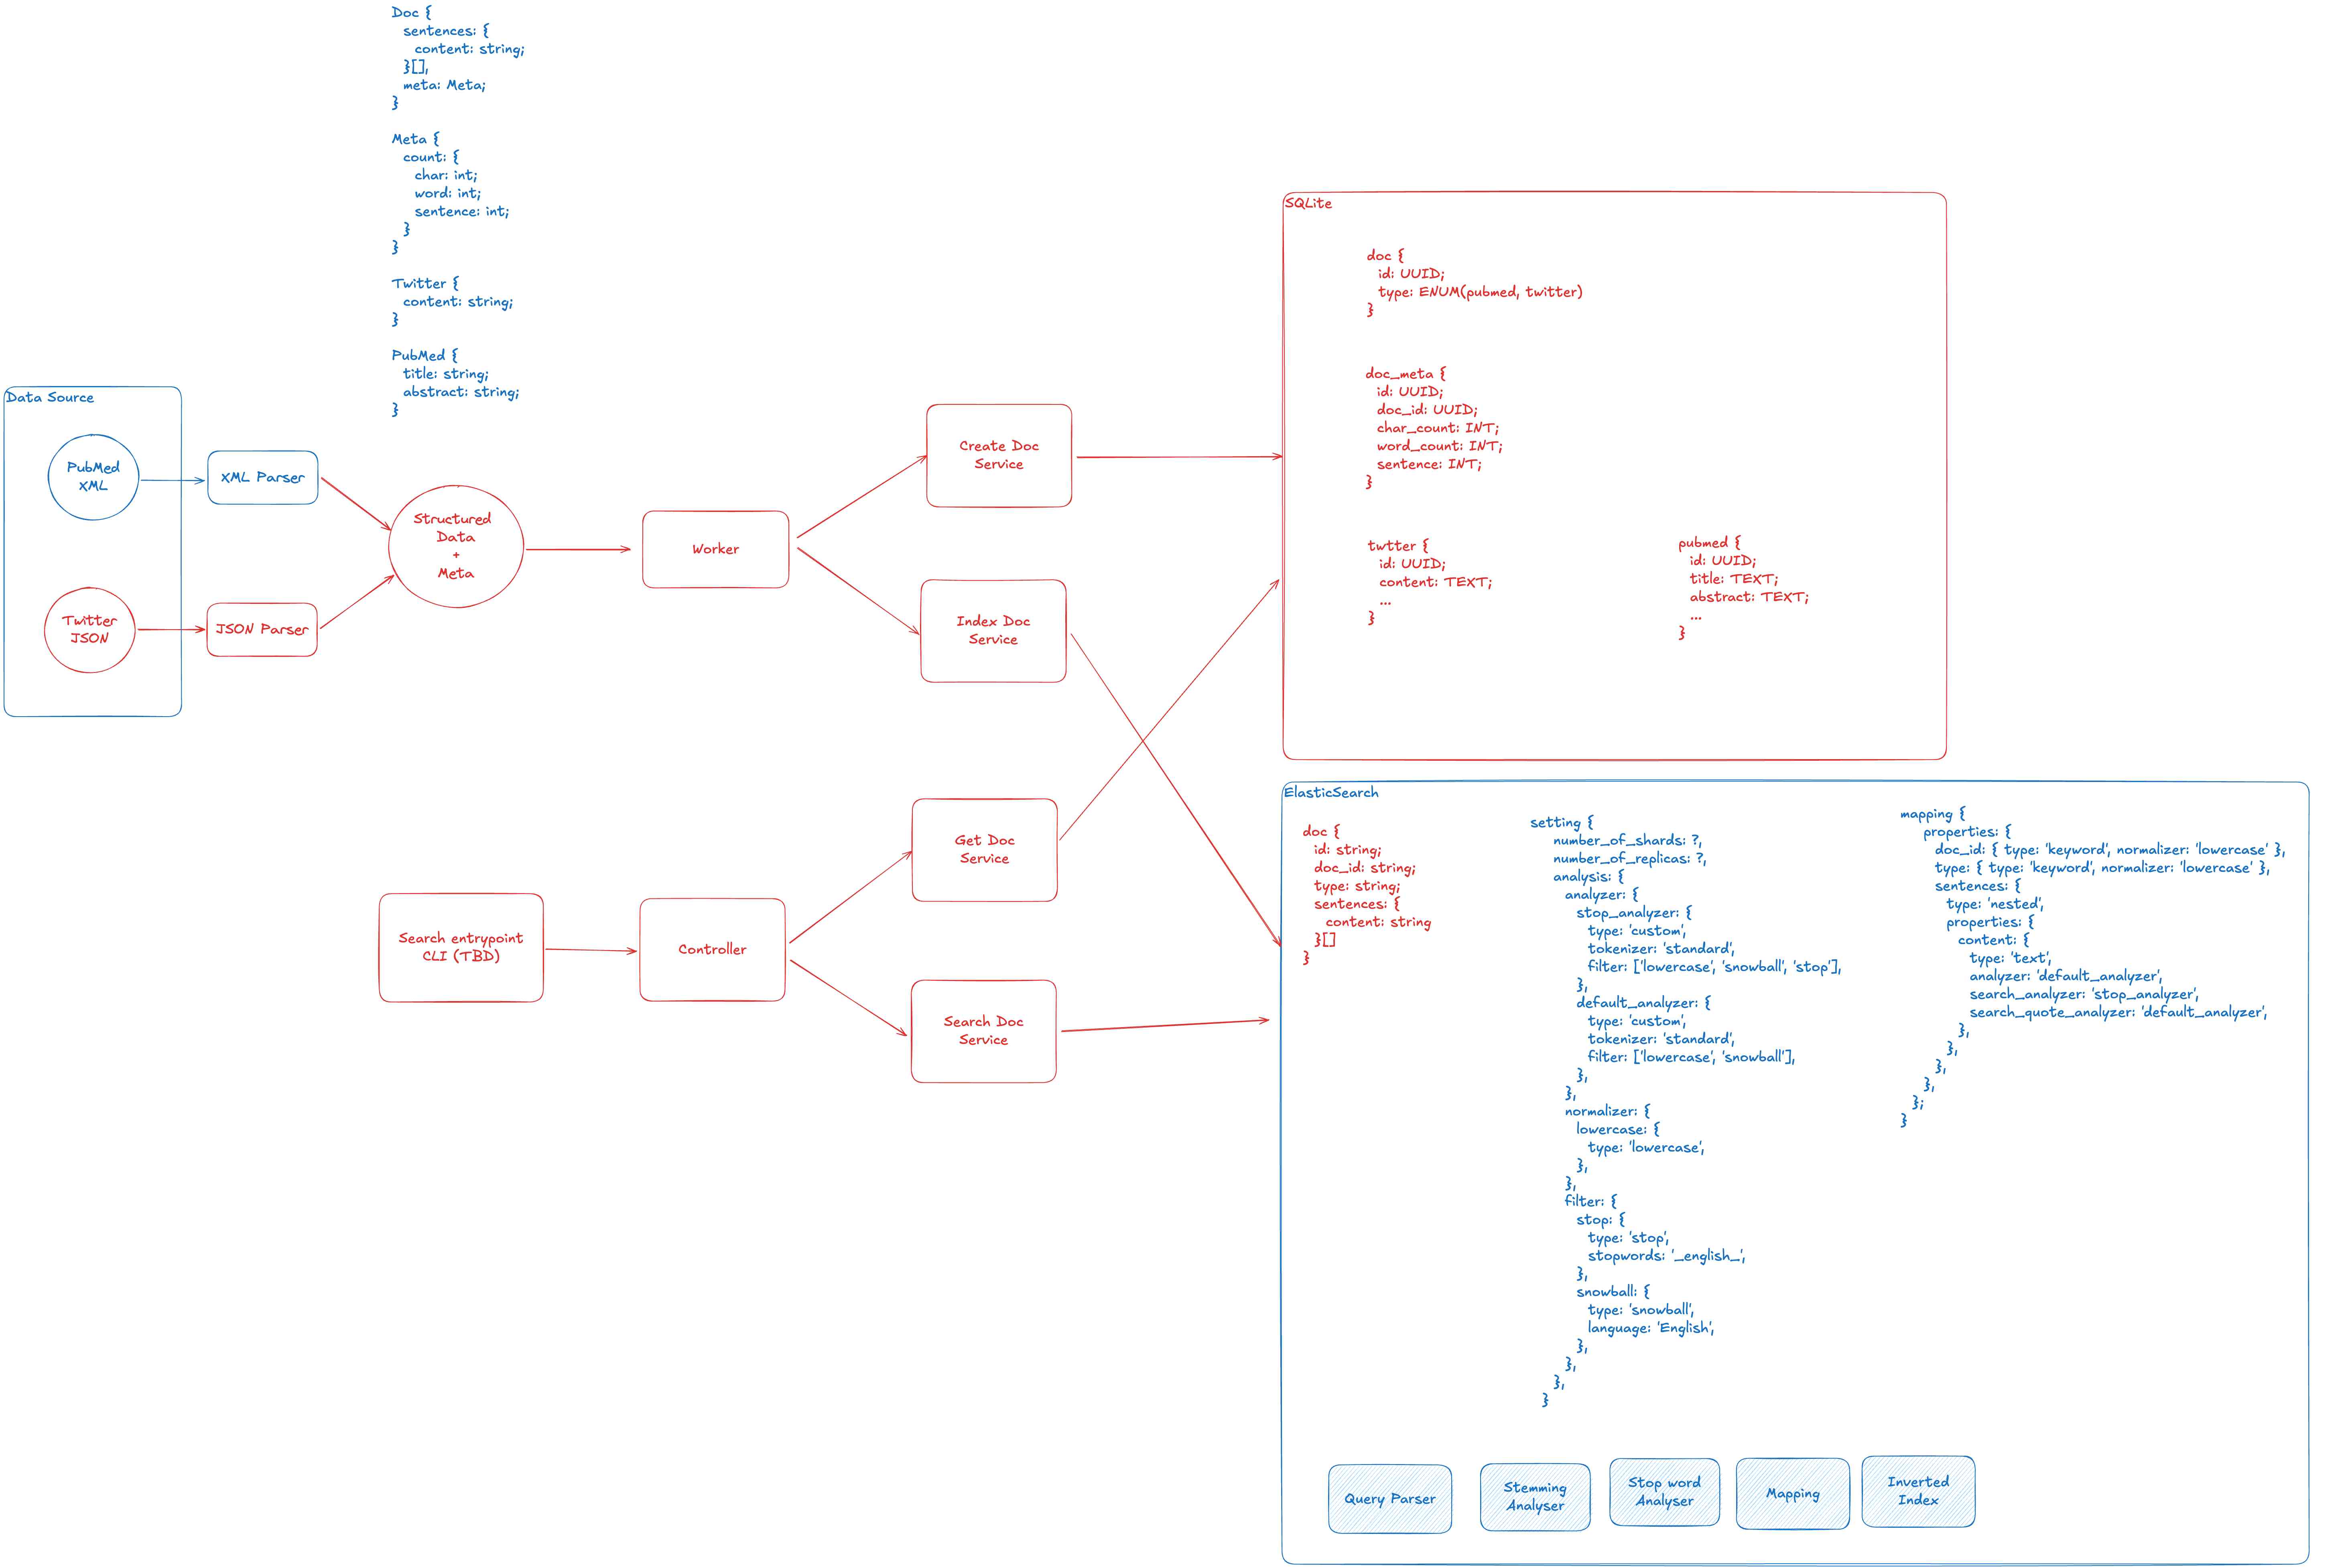 Doc {
sentences: {
content: string;
}[],
meta: Meta;
}
Meta {
count: {
char: int;
word: int;
sentence: int;
}
}
Twitter {
content: string;
}
PubMed {
title: string;
abstract: string;
}
Data Source
PubMed
XML
XML Parser
Twitter
JSON
JSON Parser
Structured
Data
+
Meta
Worker
Create Doc
Service
Index Doc
Service
Search entrypoint
CLI (TBD)
Controller
Get Doc
Service
Search Doc
Service
SQLite
doc {
id: UUID;
type: ENUM(pubmed, twitter)
}
doc_meta {
id: UUID;
doc_id: UUID;
char_count: INT;
word_count: INT;
sentence: INT;
}
twtter {
id: UUID;
content: TEXT;
...
}
pubmed {
id: UUID;
title: TEXT;
abstract: TEXT;
...
}
ElasticSearch
doc {
id: string;
doc_id: string;
type: string;
sentences: {
content: string
}[]
}
setting {
number_of_shards: ?,
number_of_replicas: ?,
analysis: {
analyzer: {
stop_analyzer: {
type: 'custom',
tokenizer: 'standard',
filter: ['lowercase', 'snowball', 'stop'],
},
default_analyzer: {
type: 'custom',
tokenizer: 'standard',
filter: ['lowercase', 'snowball'],
},
},
normalizer: {
lowercase: {
type: 'lowercase',
},
},
filter: {
stop: {
type: 'stop',
stopwords: '_english_',
},
snowball: {
type: 'snowball',
language: 'English',
},
},
},
}
mapping {
properties: {
doc_id: { type: 'keyword', normalizer: 'lowercase' },
type: { type: 'keyword', normalizer: 'lowercase' },
sentences: {
type: 'nested',
properties: {
content: {
type: 'text',
analyzer: 'default_analyzer',
search_analyzer: 'stop_analyzer',
search_quote_analyzer: 'default_analyzer',
},
},
},
},
};
}
Query Parser
Stemming
Analyser
Stop word
Analyser
Mapping
Inverted
Index